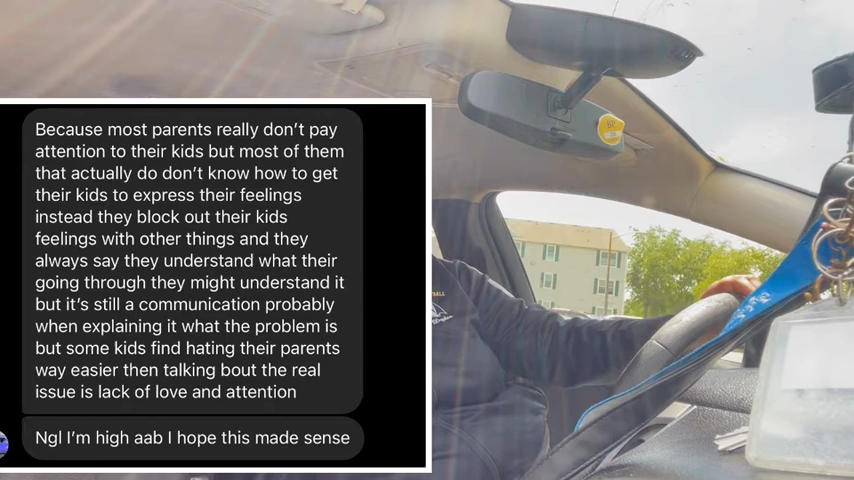 Because most parents really don't pay
attention to their kids but most of them
that actually do don't know how to get
their kids to express their feelings
instead they block out their kids
feelings with other things and they
always say they understand what their
going through they might understand it
but it's still a communication probably
when explaining it what the problem is
but some kids find hating their parents
way easier then talking bout the real
issue is lack of love and attention
Ngl I'm high aab I hope this made sense